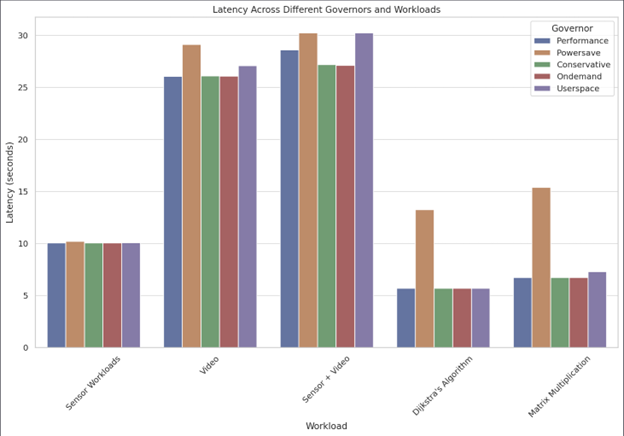 Latency Across Different Governors and Workloads
Governor
Performance
Powersave
Conservative
Ondemand
Userspace
Latency (seconds)
30
25
20
15
10
5
0
Sensor Workloads
Video
Sensor + Video
Dijkstra's Algorithm
Matrix Multiplication
Workload